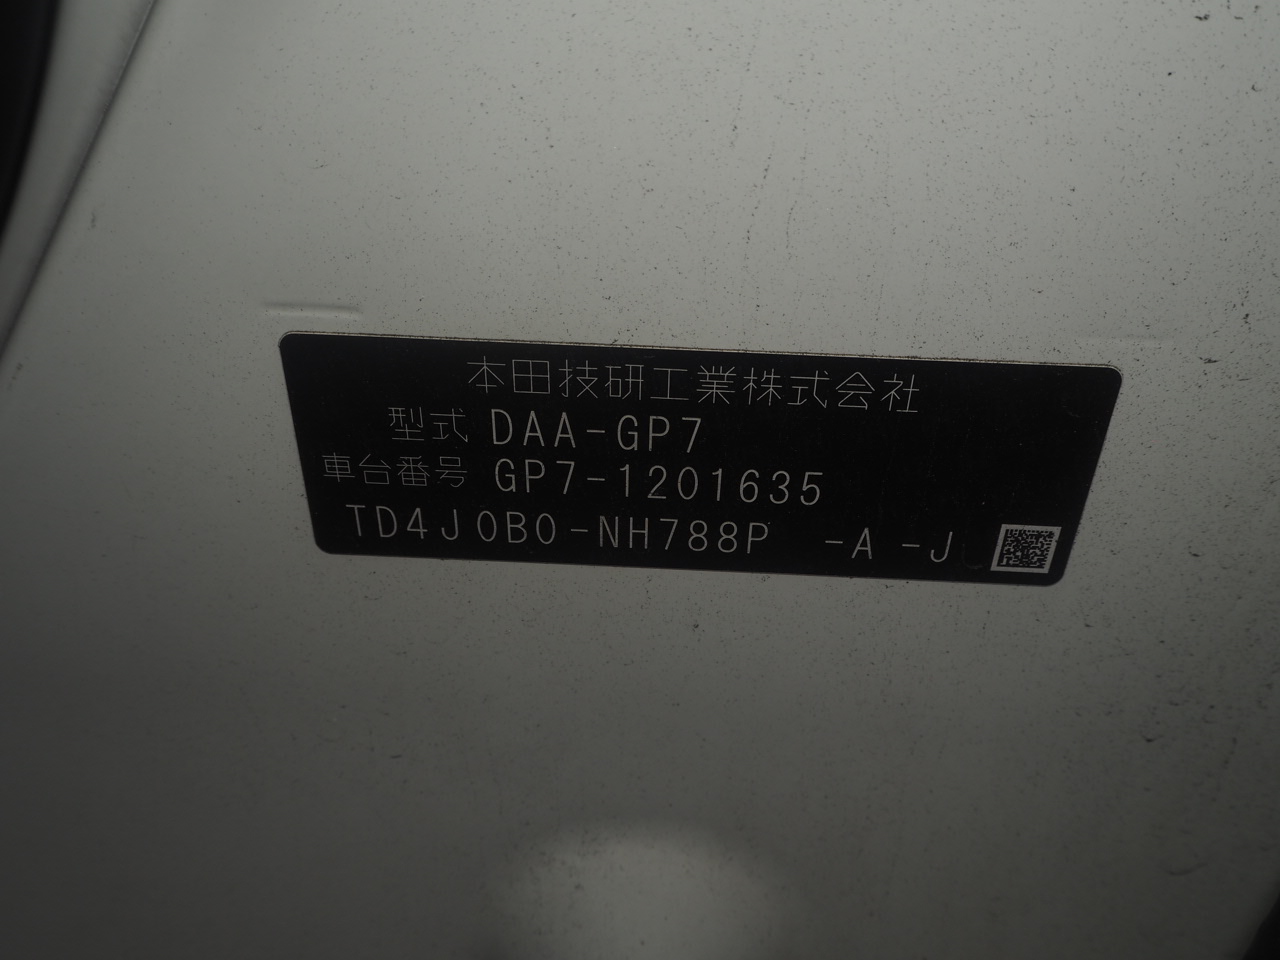 本田技研工業株式会社
型式 DAA-GP7
車台番号 GP7-1201635
TD4J0B0-NH788P -A -J